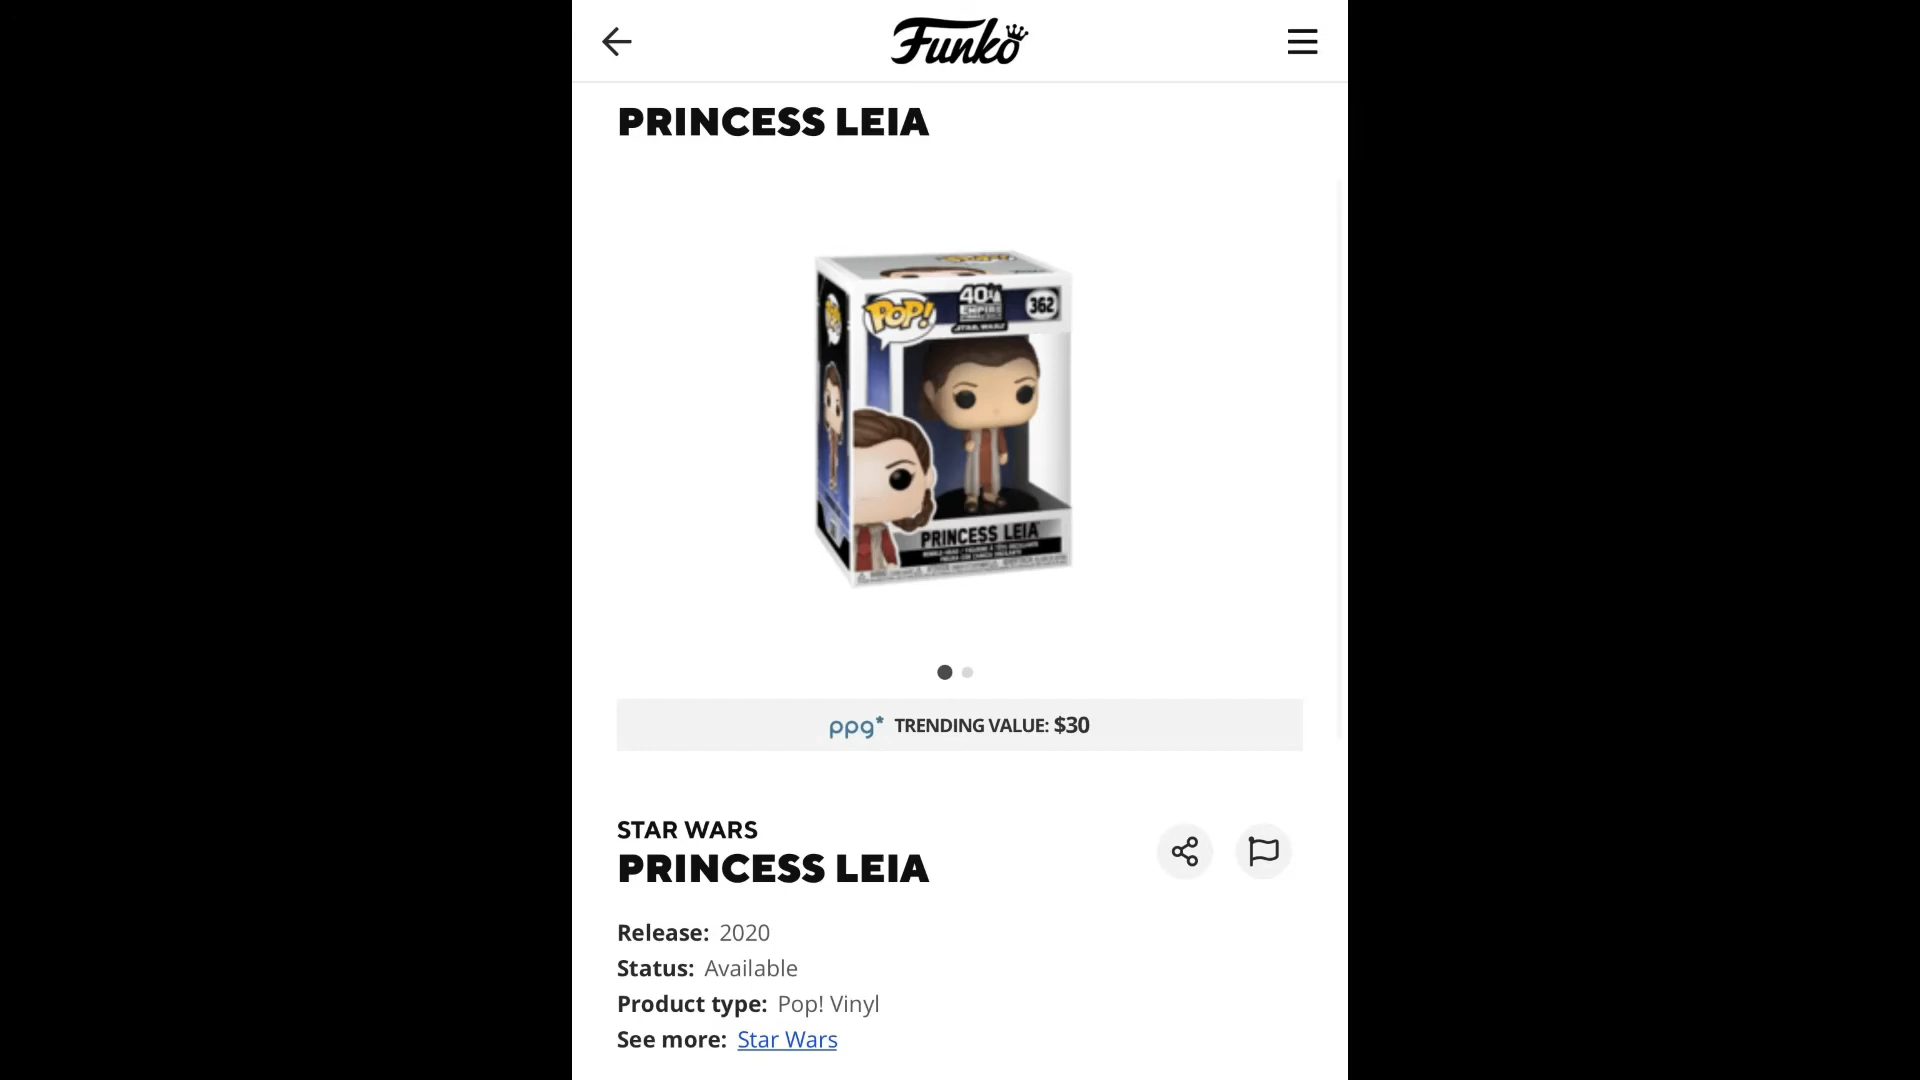 Funko
PRINCESS LEIA
POP!
40th
EMPIRE
STAR WARS
362
PRINCESS LEIA
ppg* TRENDING VALUE: $30
STAR WARS
PRINCESS LEIA
Release: 2020
Status: Available
Product type: Pop! Vinyl
See more: Star Wars